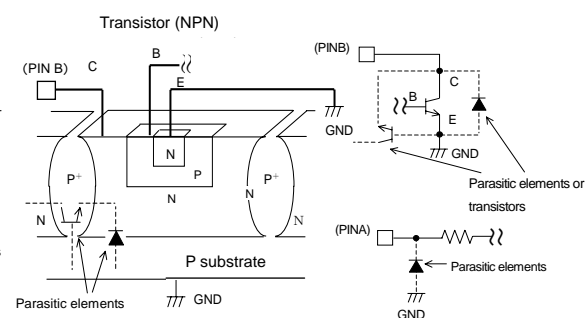 Transistor (NPN)
(PIN B)
C
B
E
GND
N
P
N
P+
P+
N
N
N
P substrate
GND
Parasitic elements
(PINB)
C
B
E
GND
Parasitic elements or
transistors
(PINA)
Parasitic elements
GND